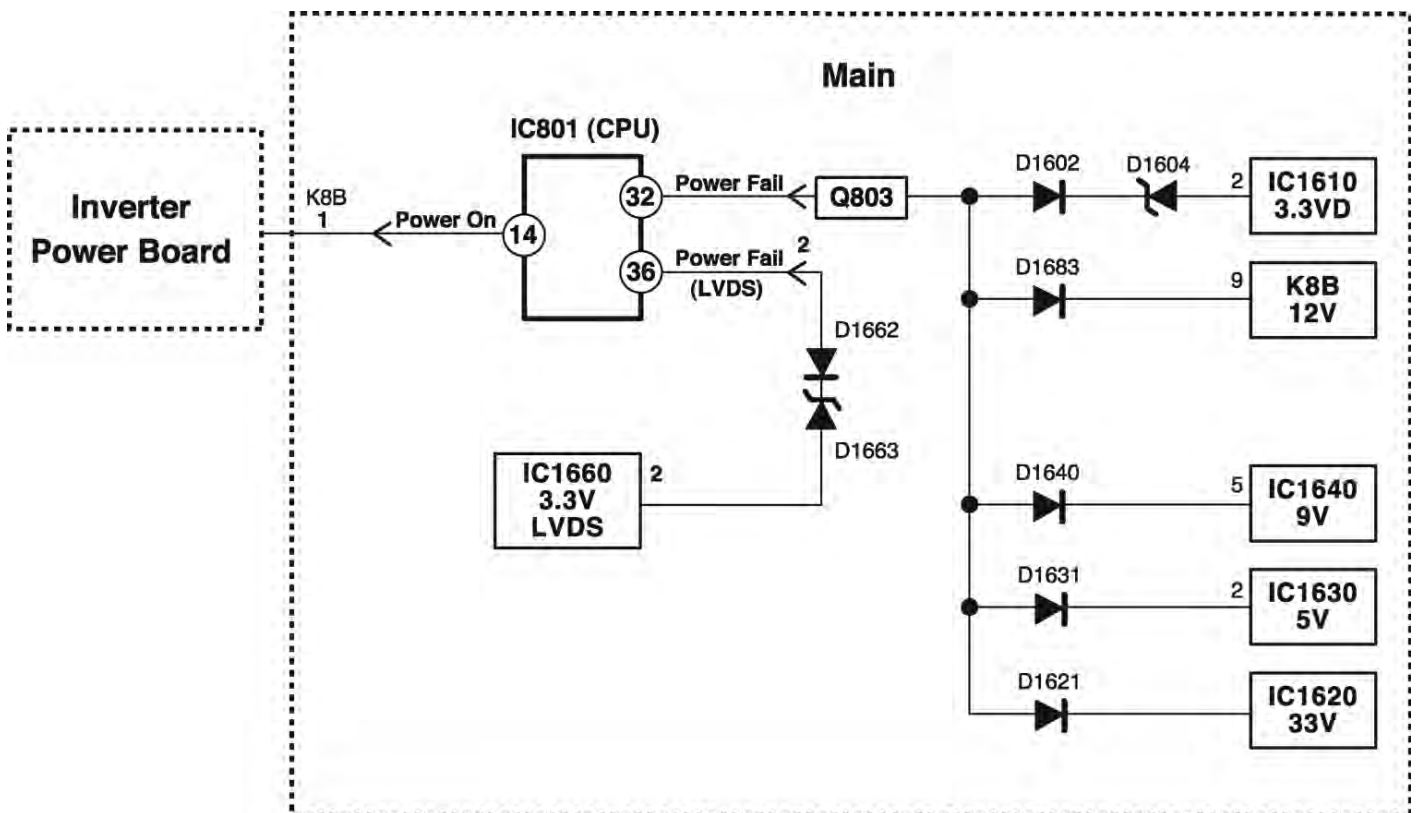 Main
Inverter
Power Board
K8B
1
Power On
IC801 (CPU)
14
32
36
Power Fail
Q803
Power Fail
(LVDS)
2
D1662
D1663
IC1660
3.3V
LVDS
2
D1602
D1604
2
IC1610
3.3VD
D1683
9
K8B
12V
D1640
5
IC1640
9V
D1631
2
IC1630
5V
D1621
IC1620
33V